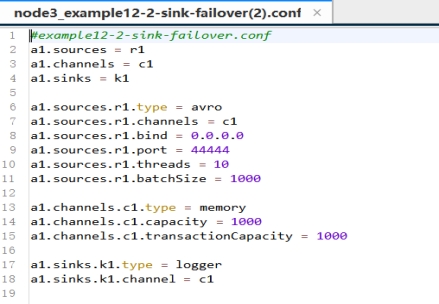 node3_example12-2-sink-failover(2).conf ×
1 #example12-2-sink-failover.conf
2 a1.sources = r1
3 a1.channels = c1
4 a1.sinks = k1
5
6 a1.sources.r1.type = avro
7 a1.sources.r1.channels = c1
8 a1.sources.r1.bind = 0.0.0.0
9 a1.sources.r1.port = 44444
10 a1.sources.r1.threads = 10
11 a1.sources.r1.batchSize = 1000
12
13 a1.channels.c1.type = memory
14 a1.channels.c1.capacity = 1000
15 a1.channels.c1.transactionCapacity = 1000
16
17 a1.sinks.k1.type = logger
18 a1.sinks.k1.channel = c1
19